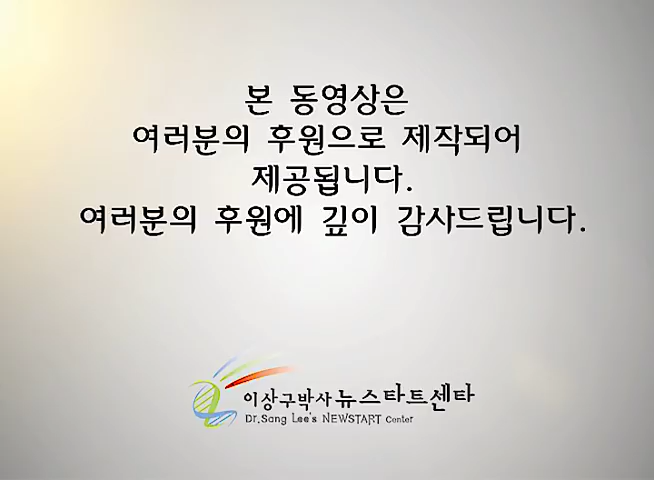 본 동영상은
여러분의 후원으로 제작되어
제공됩니다.
여러분의 후원에 깊이 감사드립니다.
이상구박사 뉴스타트센타
Dr.Sang Lee's NEWSTART Center